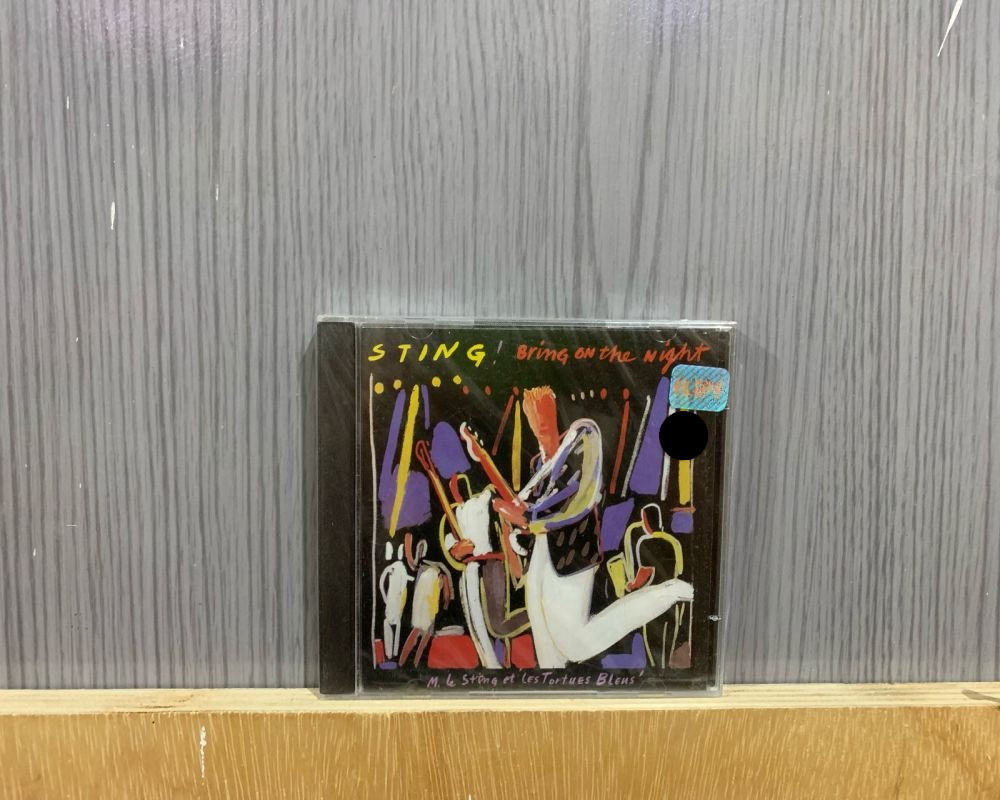 STING! Bring on the Night
M. le Sting et Les Tortues Bleus'